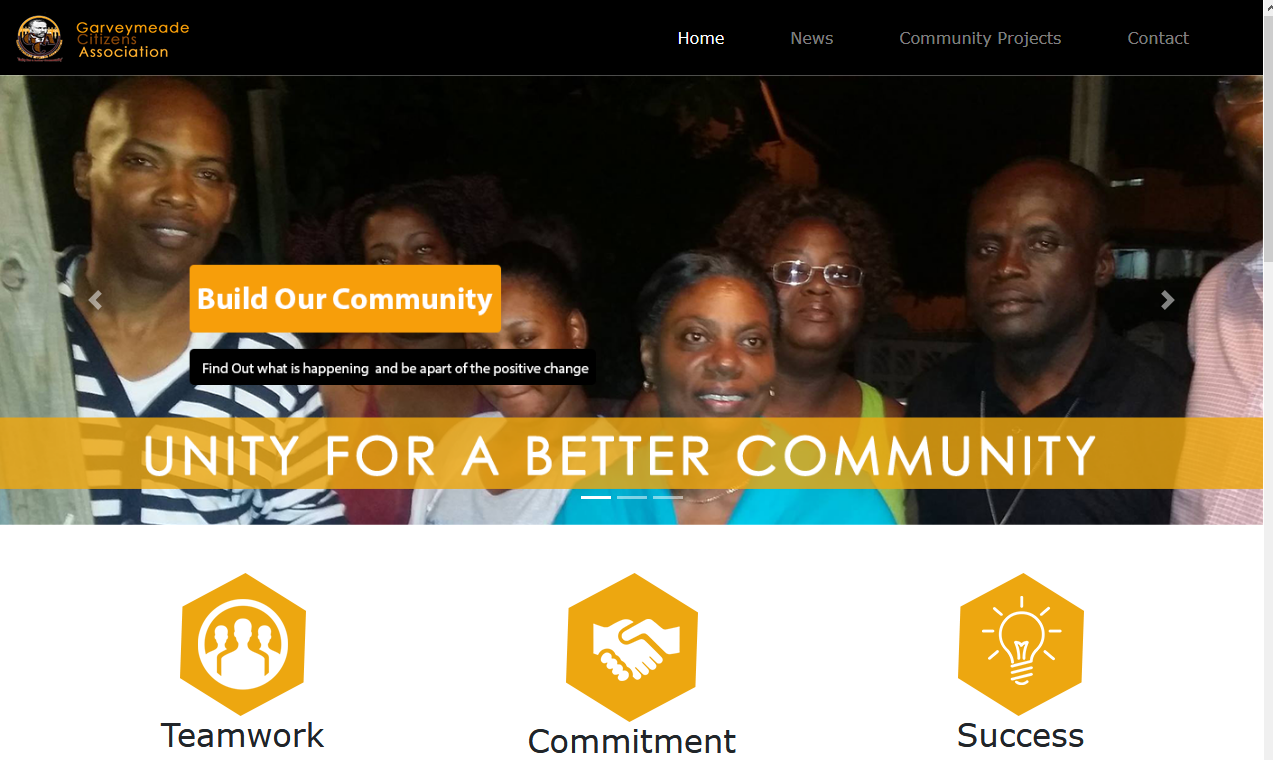 Garveymeade
Citizens
Association
Home
News
Community Projects
Contact
Build Our Community
Find Out what is happening and be apart of the positive change
UNITY FOR A BETTER COMMUNITY
Teamwork
Commitment
Success